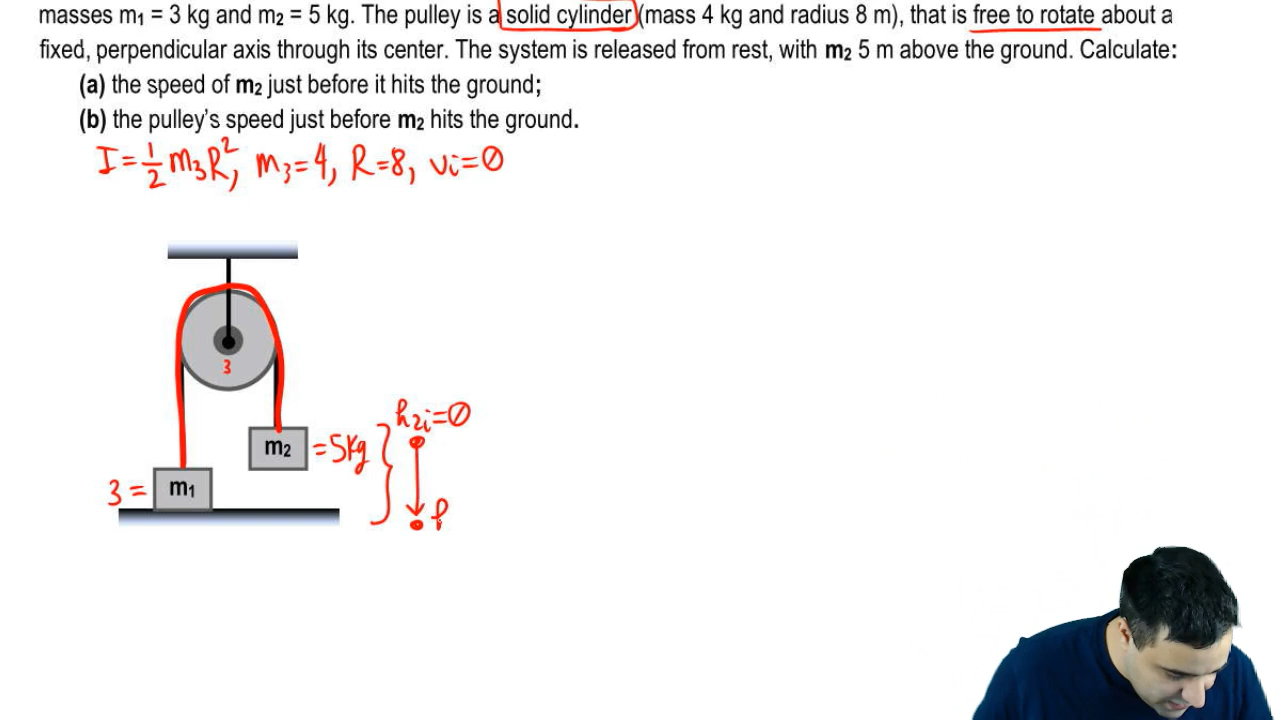 masses m₁ = 3 kg and m₂ = 5 kg. The pulley is a solid cylinder (mass 4 kg and radius 8 m), that is free to rotate about a
fixed, perpendicular axis through its center. The system is released from rest, with m₂ 5 m above the ground. Calculate:
(a) the speed of m₂ just before it hits the ground;
(b) the pulley's speed just before m₂ hits the ground.
I = ½ m₃R², m₃=4, R=8, vi=0
3
h₂i=0
m₂ = 5kg
3 = m₁